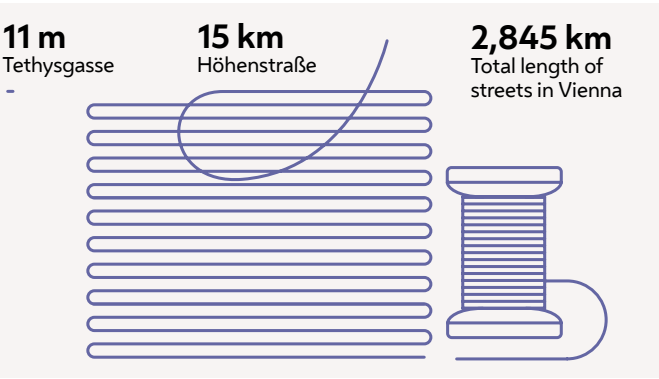 11 m
Tethysgasse
15 km
Höhenstraße
2,845 km
Total length of
streets in Vienna